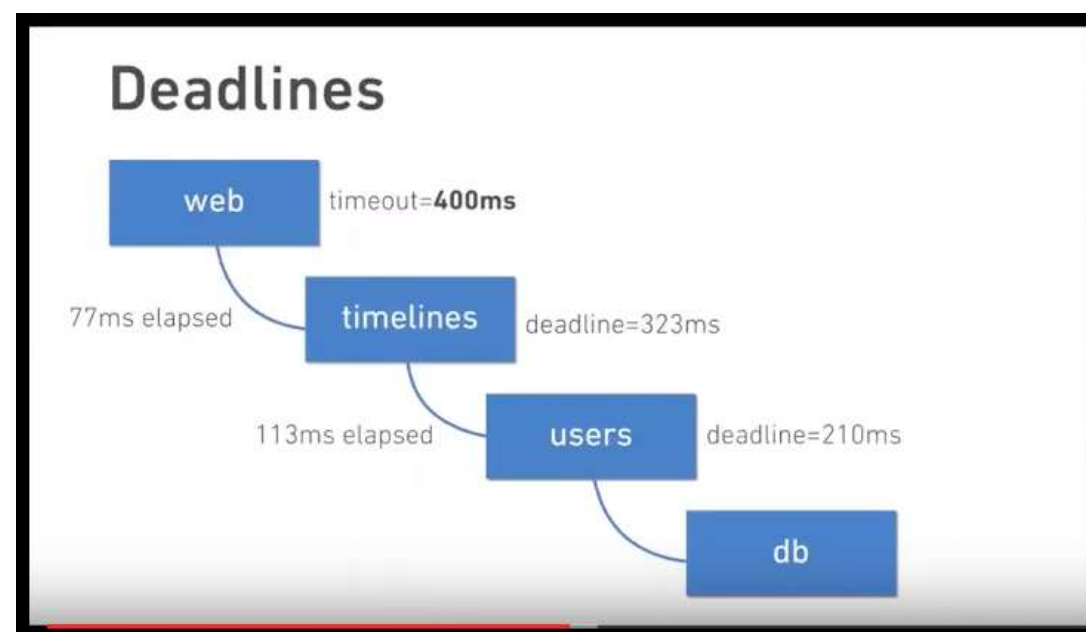 Deadlines
web
timeout=400ms
77ms elapsed
timelines
deadline=323ms
113ms elapsed
users
deadline=210ms
db